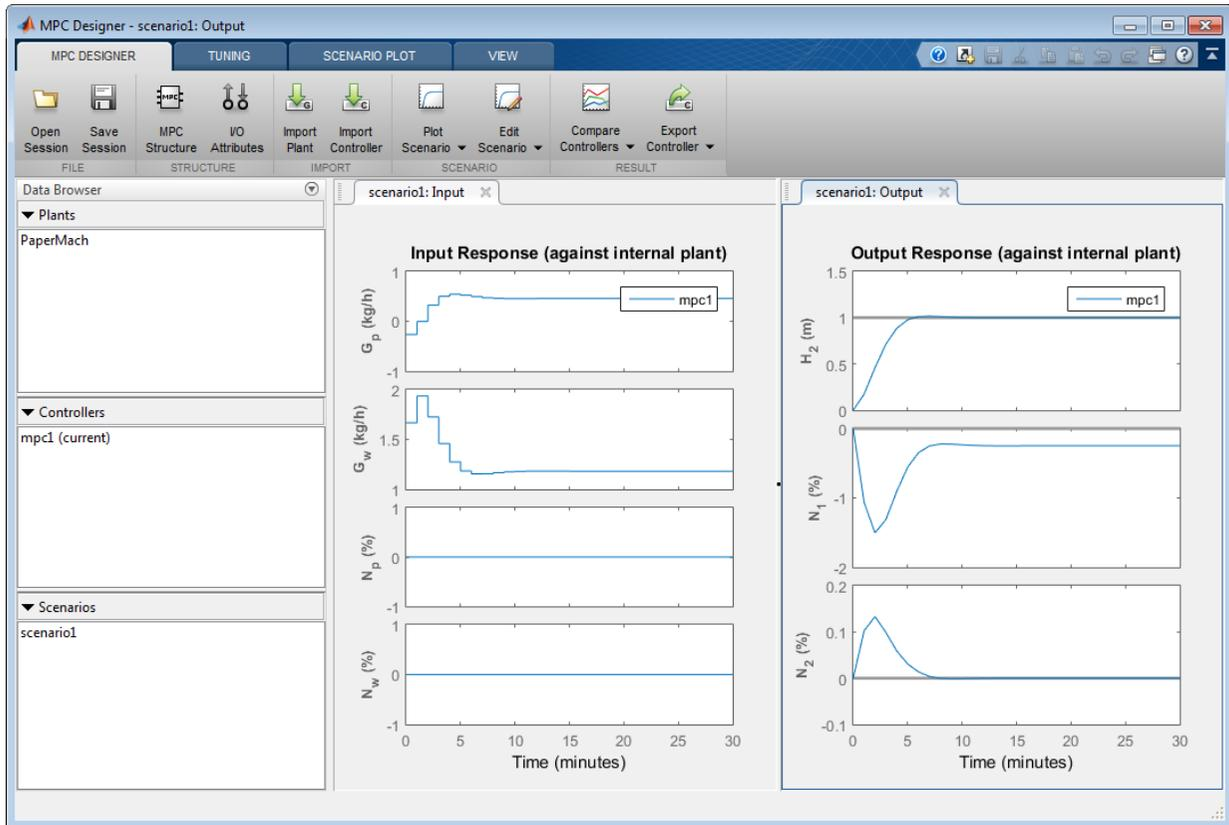 MPC Designer - scenario1: Output
MPC DESIGNER
TUNING
SCENARIO PLOT
VIEW
Open Session
Save Session
MPC Structure
I/O Attributes
Import Plant
Import Controller
Plot Scenario
Edit Scenario
Compare Controllers
Export Controller
FILE
STRUCTURE
IMPORT
SCENARIO
RESULT
Data Browser
Plants
PaperMach
Controllers
mpc1 (current)
Scenarios
scenario1
scenario1: Input
Input Response (against internal plant)
mpc1
G_p (kg/h)
1
0
-1
G_w (kg/h)
2
1.5
1
N_p (%)
1
0
-1
N_w (%)
1
0
-1
0 5 10 15 20 25 30
Time (minutes)
scenario1: Output
Output Response (against internal plant)
mpc1
H_2 (m)
1.5
1
0.5
0
N_1 (%)
0
-1
-2
N_2 (%)
0.2
0.1
0
-0.1
0 5 10 15 20 25 30
Time (minutes)